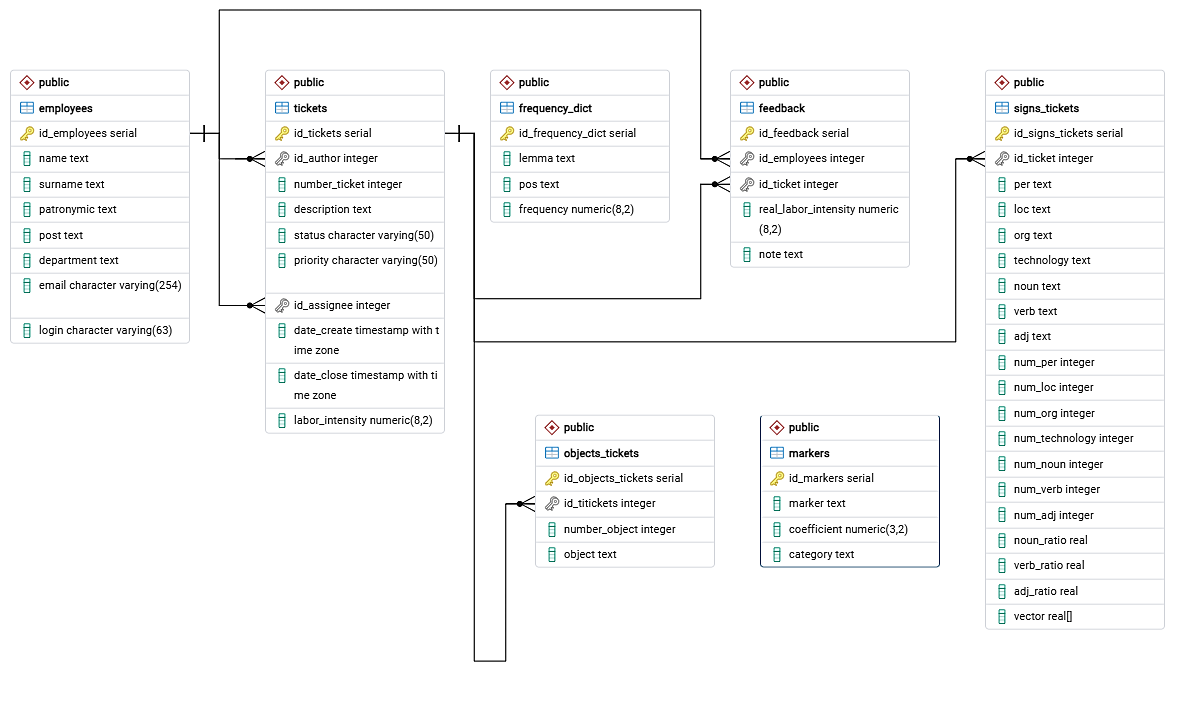 public
employees
id_employees serial
name text
surname text
patronymic text
post text
department text
email character varying(254)
login character varying(63)
public
tickets
id_tickets serial
id_author integer
number_ticket integer
description text
status character varying(50)
priority character varying(50)
id_assignee integer
date_create timestamp with t
ime zone
date_close timestamp with ti
me zone
labor_intensity numeric(8,2)
public
frequency_dict
id_frequency_dict serial
lemma text
pos text
frequency numeric(8,2)
public
feedback
id_feedback serial
id_employees integer
id_ticket integer
real_labor_intensity numeric
(8,2)
note text
public
signs_tickets
id_signs_tickets serial
id_ticket integer
per text
loc text
org text
technology text
noun text
verb text
adj text
num_per integer
num_loc integer
num_org integer
num_technology integer
num_noun integer
num_verb integer
num_adj integer
noun_ratio real
verb_ratio real
adj_ratio real
vector real[]
public
objects_tickets
id_objects_tickets serial
id_titickets integer
number_object integer
object text
public
markers
id_markers serial
marker text
coefficient numeric(3,2)
category text